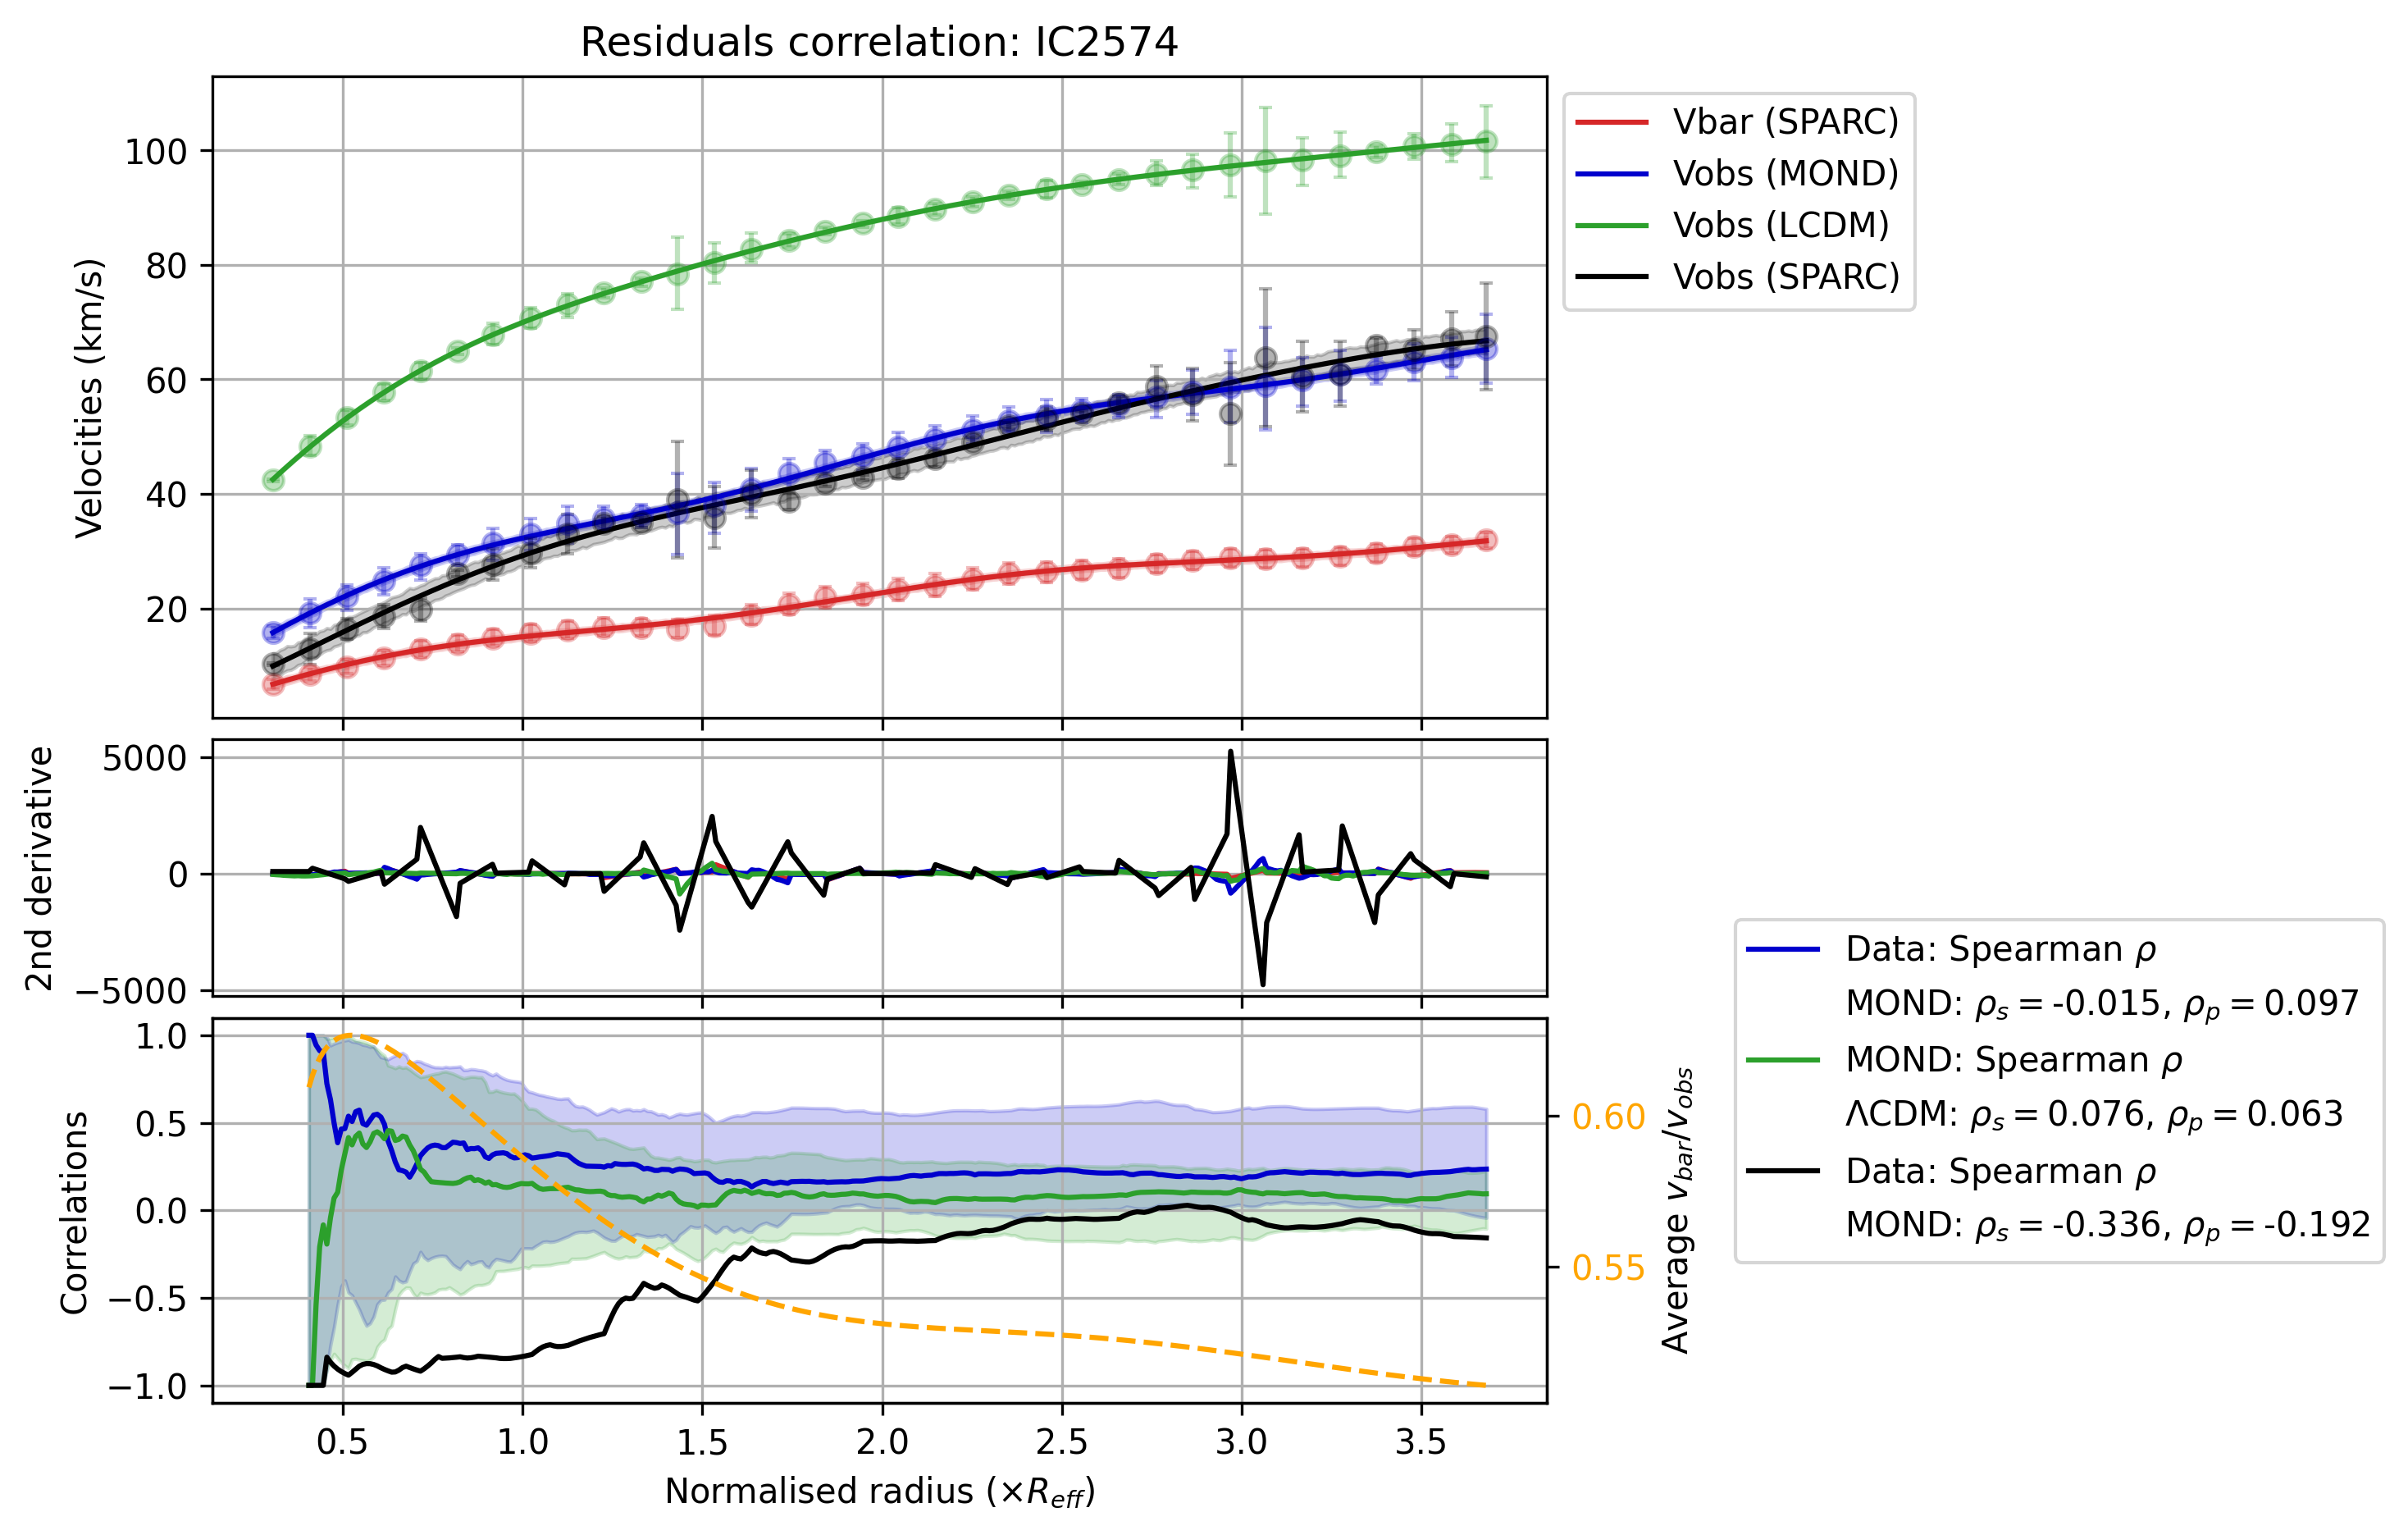 Residuals correlation: IC2574
Velocities (km/s)
100
80
60
40
20
Vbar (SPARC)
Vobs (MOND)
Vobs (LCDM)
Vobs (SPARC)
2nd derivative
5000
0
−5000
Correlations
1.0
0.5
0.0
−0.5
−1.0
0.60
0.55
Average v_bar/v_obs
Data: Spearman ρ
MOND: ρ_s = -0.015, ρ_p = 0.097
MOND: Spearman ρ
ΛCDM: ρ_s = 0.076, ρ_p = 0.063
Data: Spearman ρ
MOND: ρ_s = -0.336, ρ_p = -0.192
0.5 1.0 1.5 2.0 2.5 3.0 3.5
Normalised radius (×R_eff)